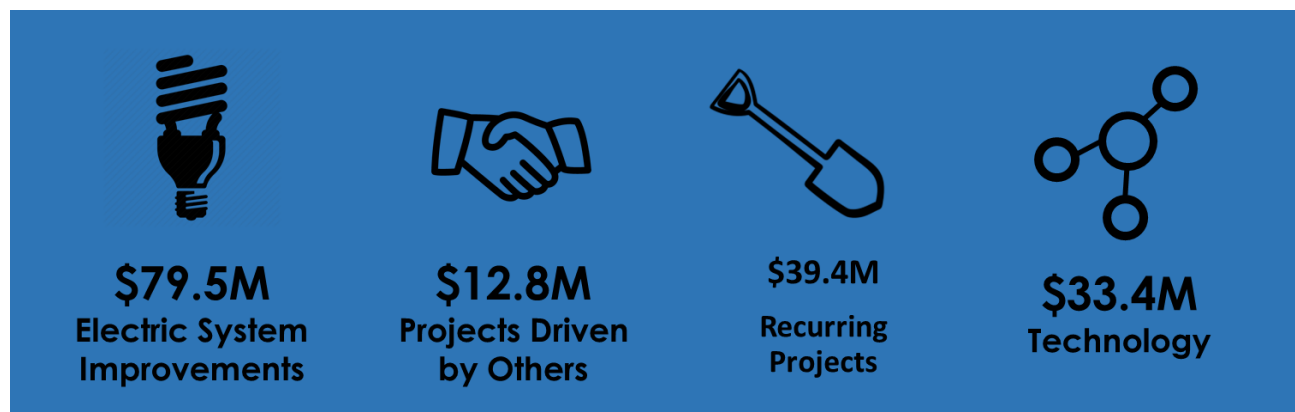 $79.5M
Electric System
Improvements
$12.8M
Projects Driven
by Others
$39.4M
Recurring
Projects
$33.4M
Technology